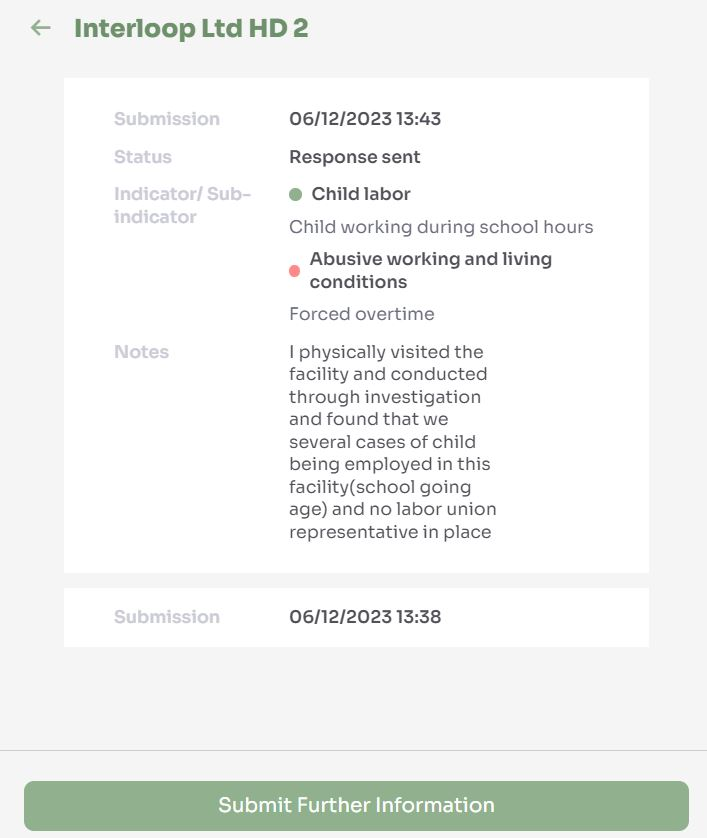 Interloop Ltd HD 2
Submission 06/12/2023 13:43
Status Response sent
Indicator/ Sub-
indicator
Child labor
Child working during school hours
Abusive working and living
conditions
Forced overtime
Notes
I physically visited the
facility and conducted
through investigation
and found that we
several cases of child
being employed in this
facility(school going
age) and no labor union
representative in place
Submission 06/12/2023 13:38
Submit Further Information